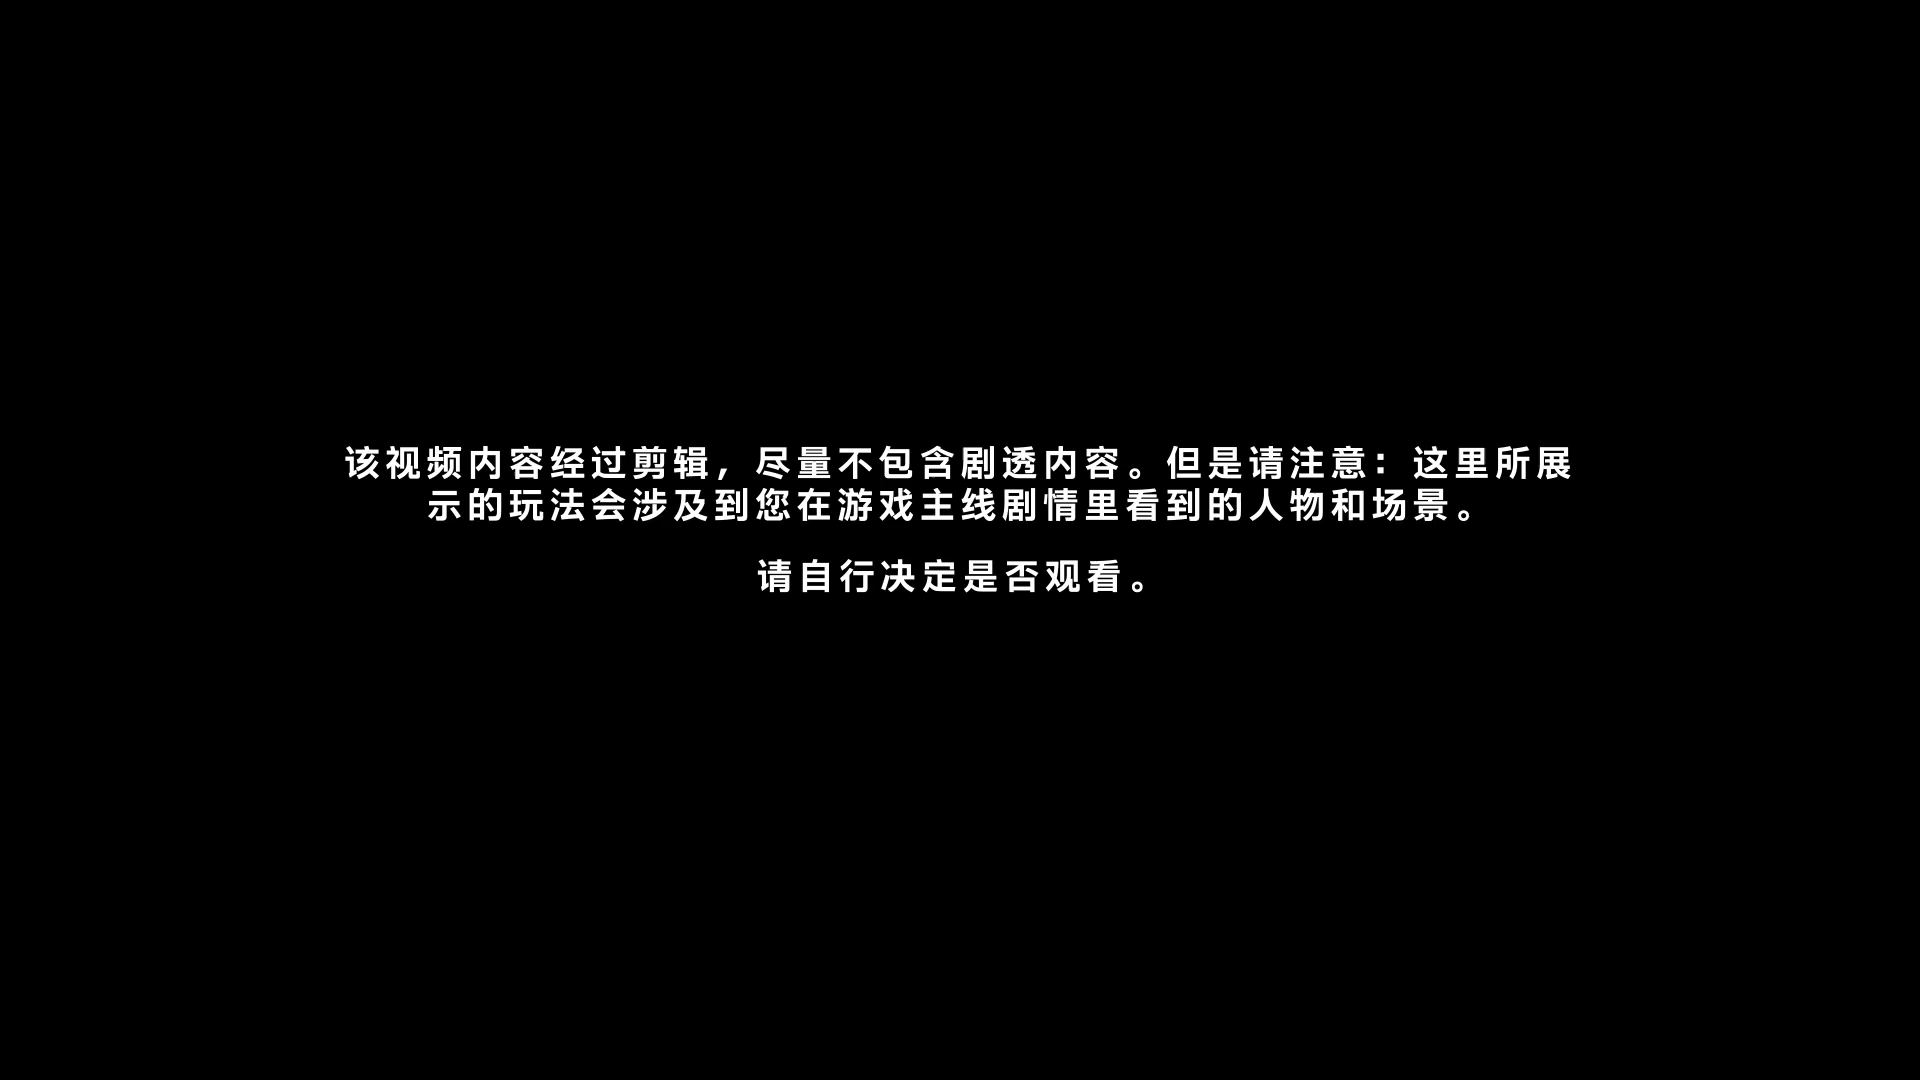 该视频内容经过剪辑，尽量不包含剧透内容。但是请注意：这里所展
示的玩法会涉及到您在游戏主线剧情里看到的人物和场景。
请自行决定是否观看。